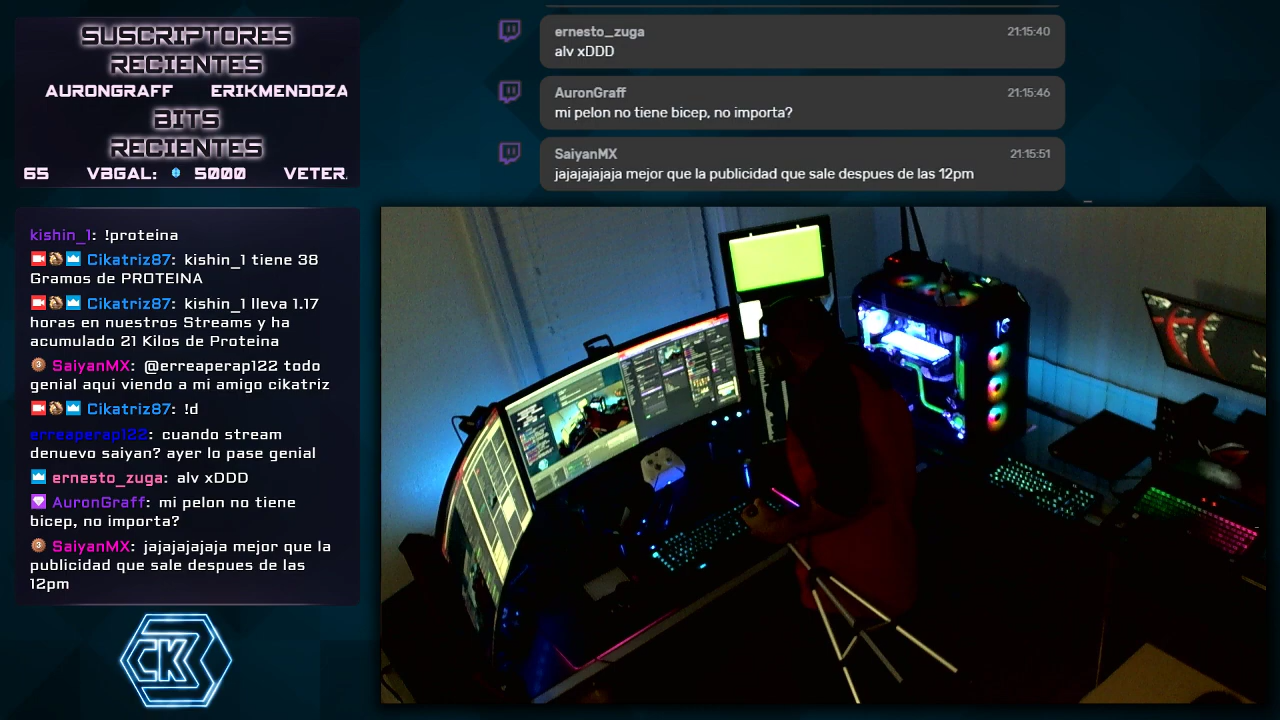 SUSCRIPTORES
RECIENTES
AURONGRAFF ERIKMENDOZA
BITS
RECIENTES
65 VBGAL: 5000 VETER.
kishin_1: !proteina
Cikatriz87: kishin_1 tiene 38
Gramos de PROTEINA
Cikatriz87: kishin_1 lleva 1.17
horas en nuestros Streams y ha
acumulado 21 Kilos de Proteína
SaiyanMX: @erreaperap122 todo
genial aqui viendo a mi amigo cikatriz
Cikatriz87: !d
erreaperap122: cuando stream
denuevo saiyan? ayer lo pase genial
ernesto_zuga: alv xDDD
AuronGraff: mi pelon no tiene
bicep, no importa?
SaiyanMX: jajajajajaja mejor que la
publicidad que sale despues de las
12pm
CK
ernesto_zuga 21:15:40
alv xDDD
AuronGraff 21:15:46
mi pelon no tiene bicep, no importa?
SaiyanMX 21:15:51
jajajajajaja mejor que la publicidad que sale despues de las 12pm